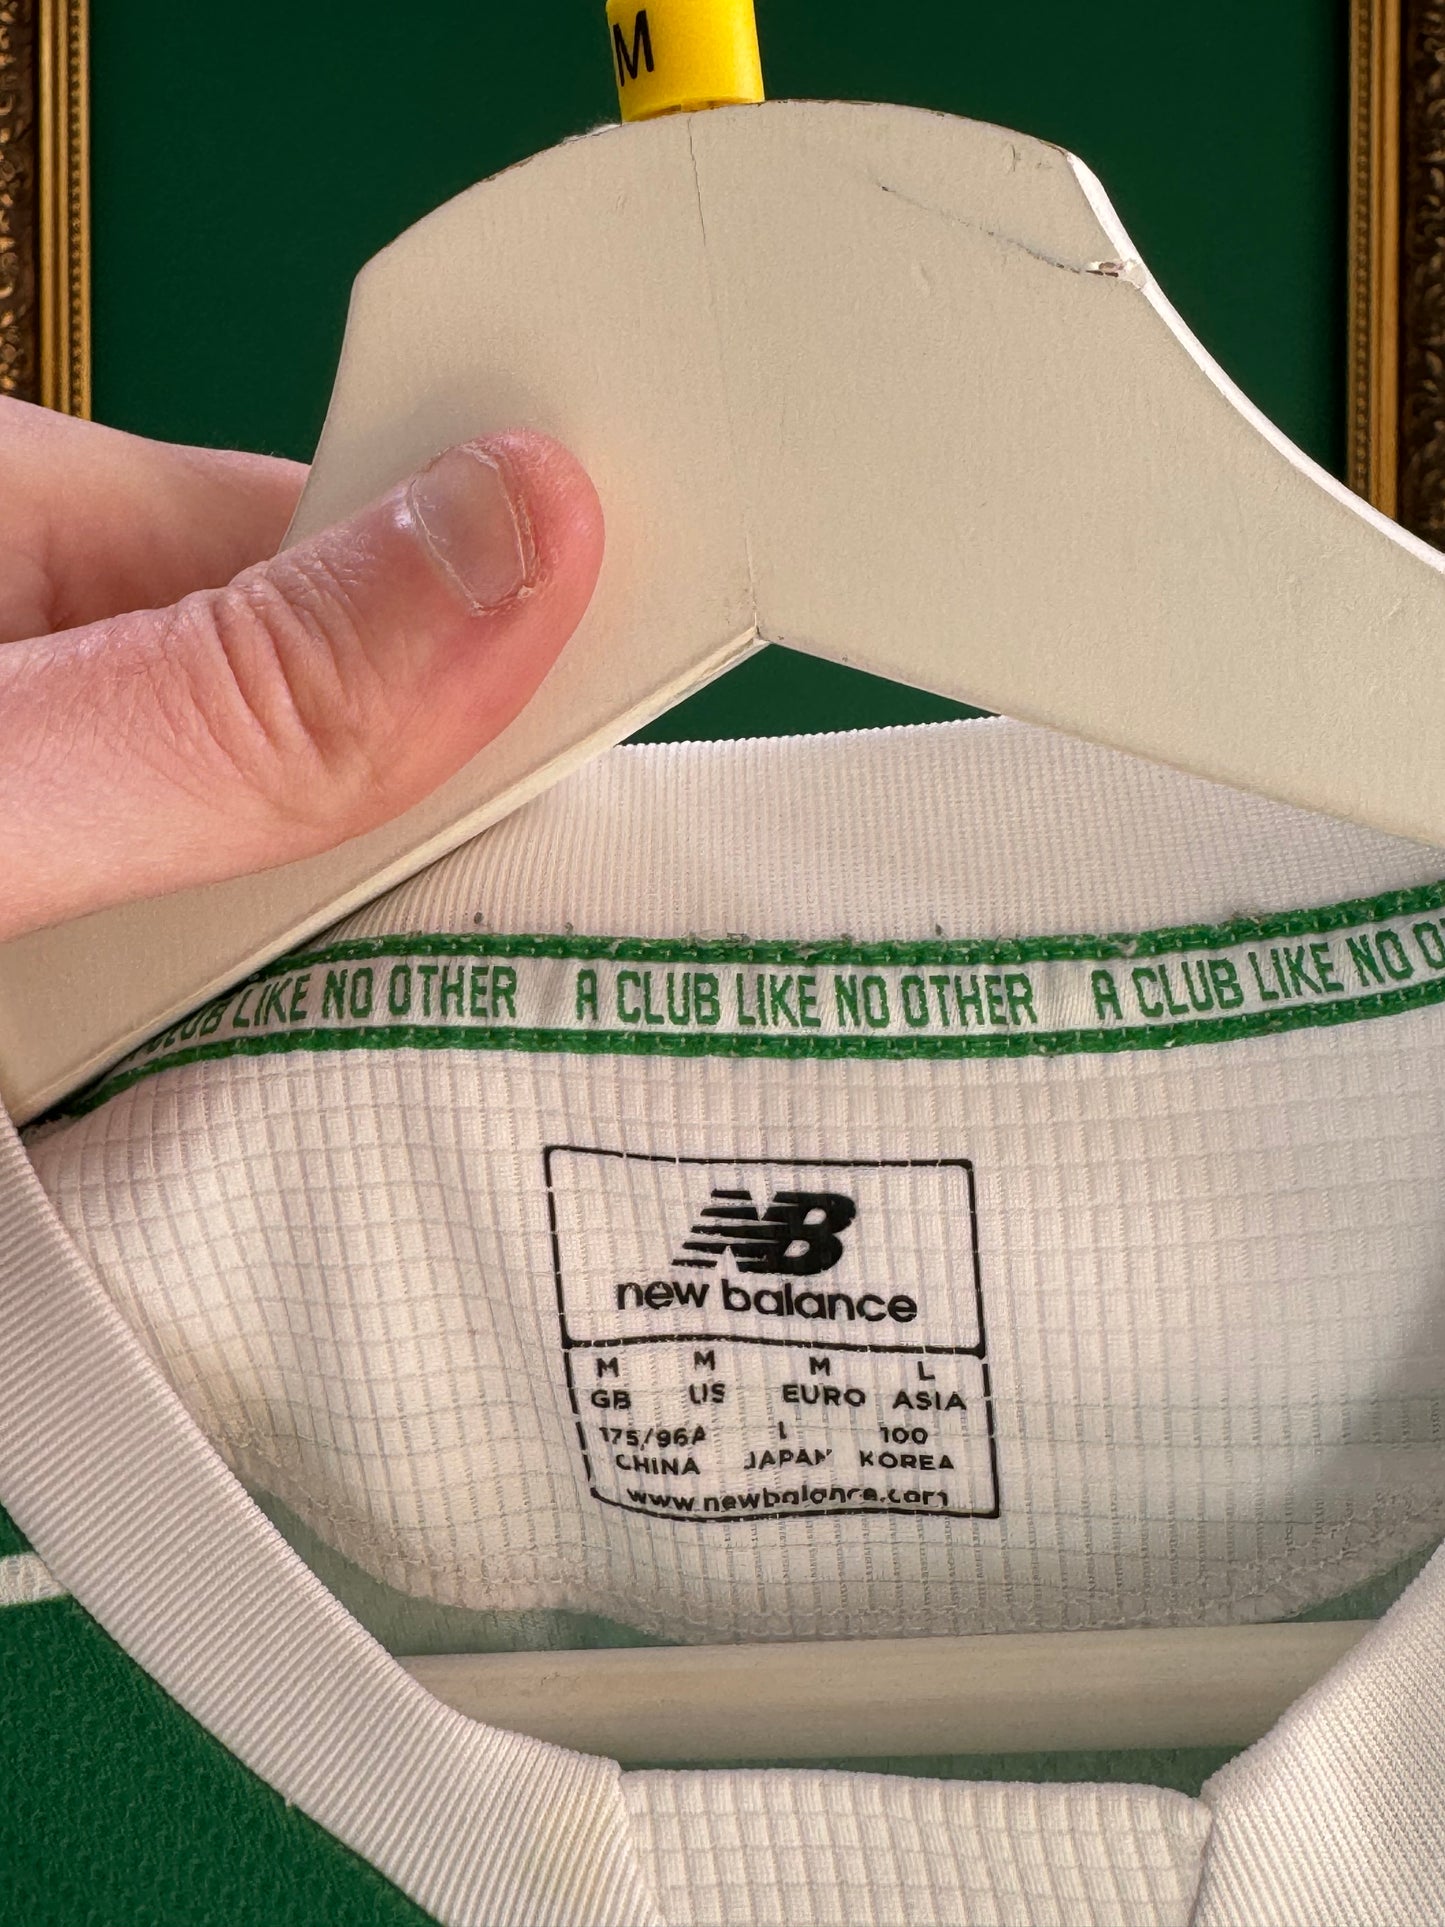 M
CLUB LIKE NO OTHER A CLUB LIKE NO OTHER A CLUB LIKE NO O
NB
new balance
M M M L
GB US EURO ASIA
175/96A L 100
CHINA JAPAN KOREA
www.newbalance.com